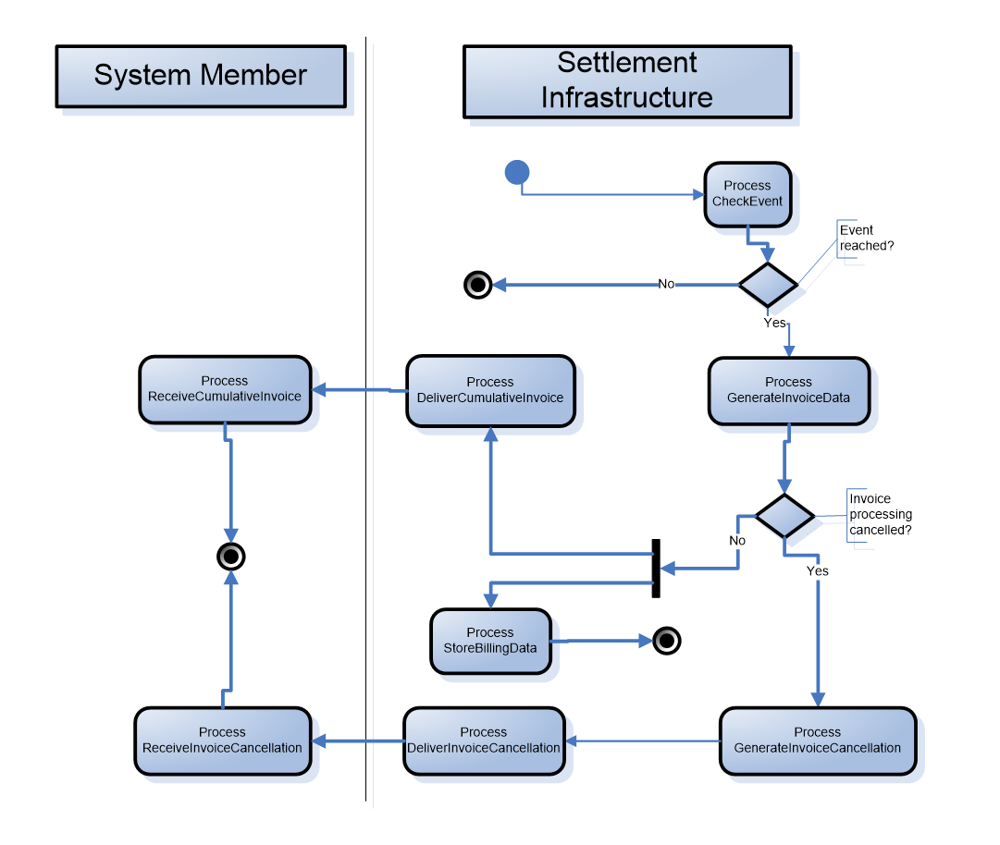 System Member
Settlement
Infrastructure
Process
CheckEvent
Event
reached?
No
Yes
Process
ReceiveCumulativeInvoice
Process
DeliverCumulativeInvoice
Process
GenerateInvoiceData
Invoice
processing
cancelled?
No
Yes
Process
StoreBillingData
Process
ReceiveInvoiceCancellation
Process
DeliverInvoiceCancellation
Process
GenerateInvoiceCancellation